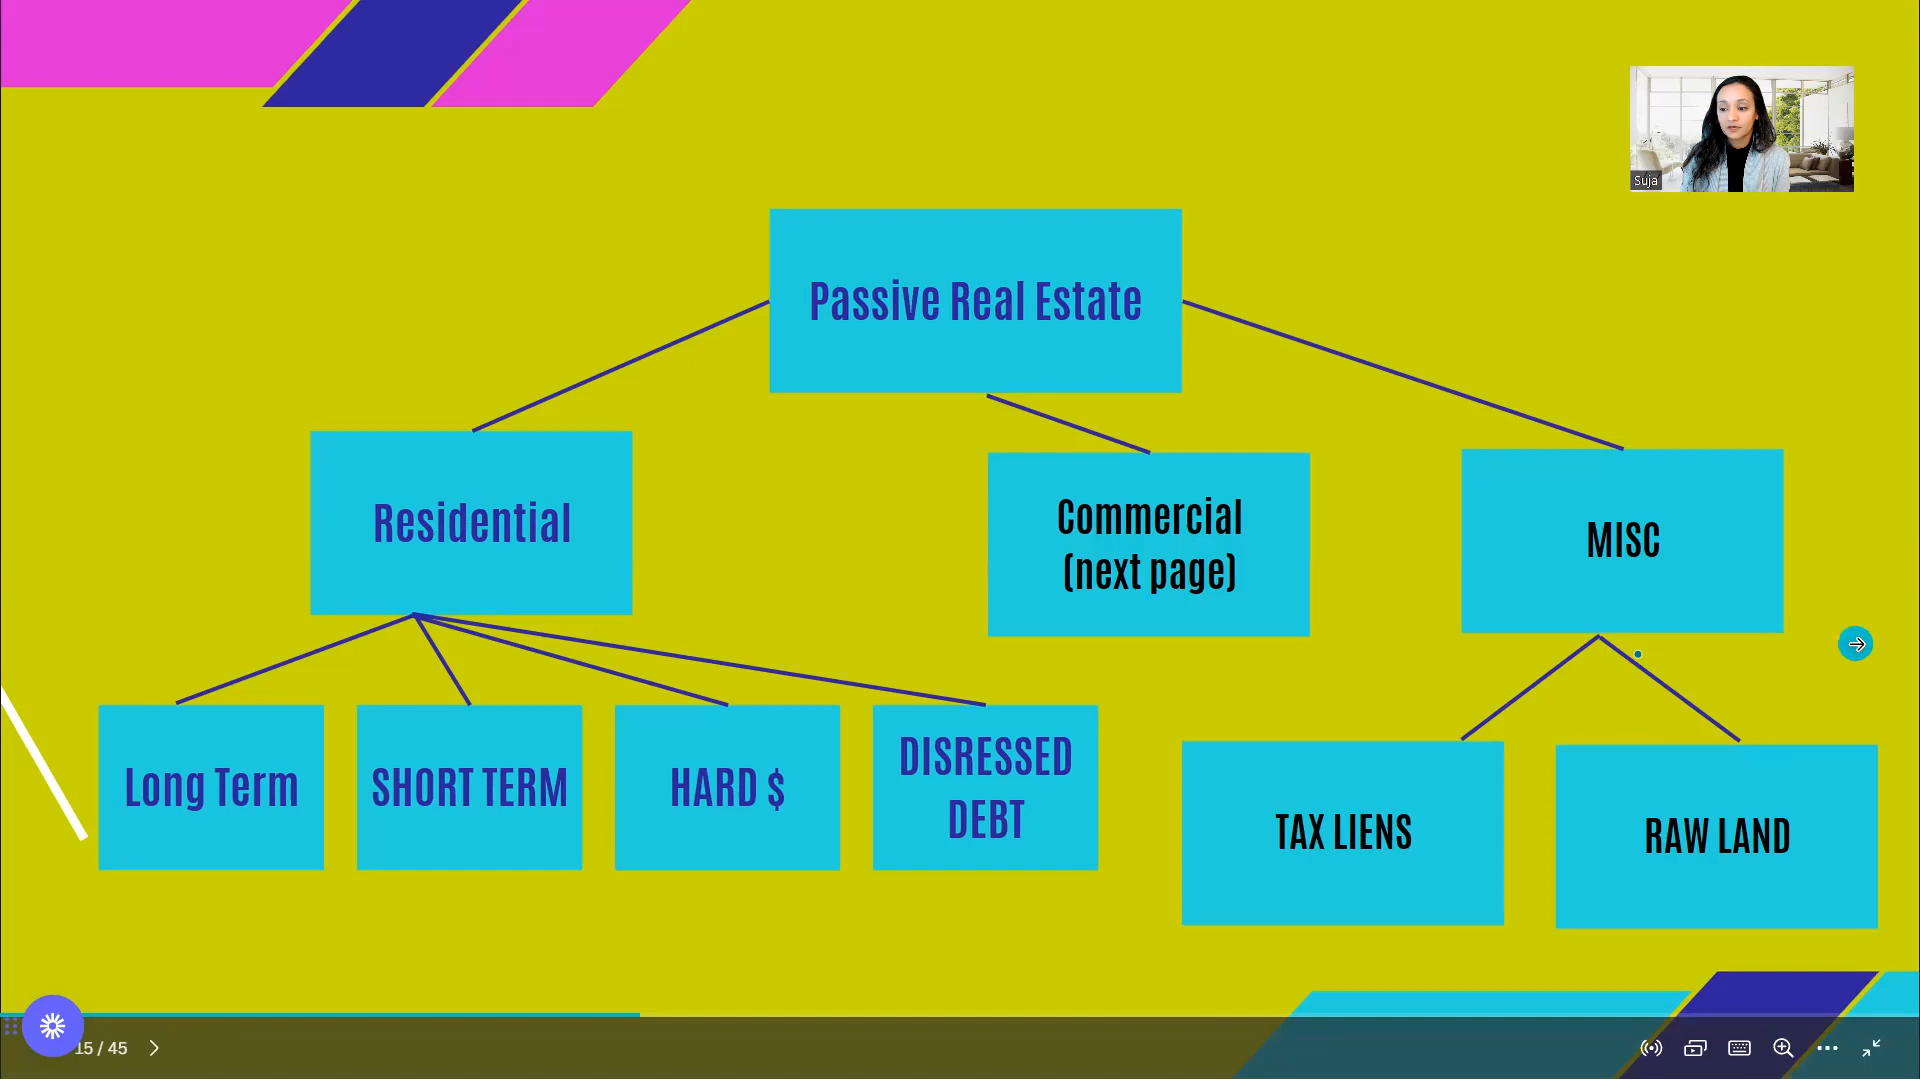 Suja
Passive Real Estate
Residential
Commercial
(next page)
MISC
Long Term
SHORT TERM
HARD $
DISRESSED
DEBT
TAX LIENS
RAW LAND
15 / 45